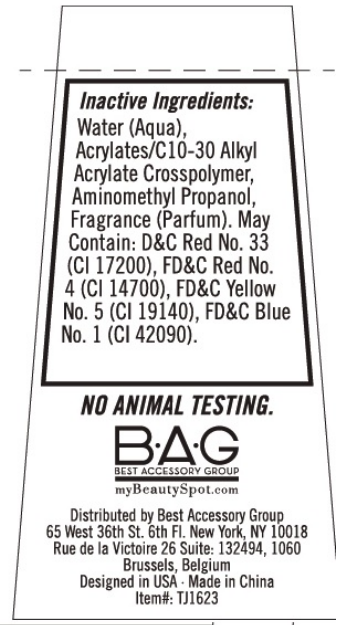 Inactive Ingredients:
Water (Aqua),
Acrylates/C10-30 Alkyl
Acrylate Crosspolymer,
Aminomethyl Propanol,
Fragrance (Parfum). May
Contain: D&C Red No. 33
(CI 17200), FD&C Red No.
4 (CI 14700), FD&C Yellow
No. 5 (CI 19140), FD&C Blue
No. 1 (CI 42090).
NO ANIMAL TESTING.
B·A·G
BEST ACCESSORY GROUP
myBeautySpot.com
Distributed by Best Accessory Group
65 West 36th St. 6th Fl. New York, NY 10018
Rue de la Victoire 26 Suite: 132494, 1060
Brussels, Belgium
Designed in USA · Made in China
Item#: TJ1623